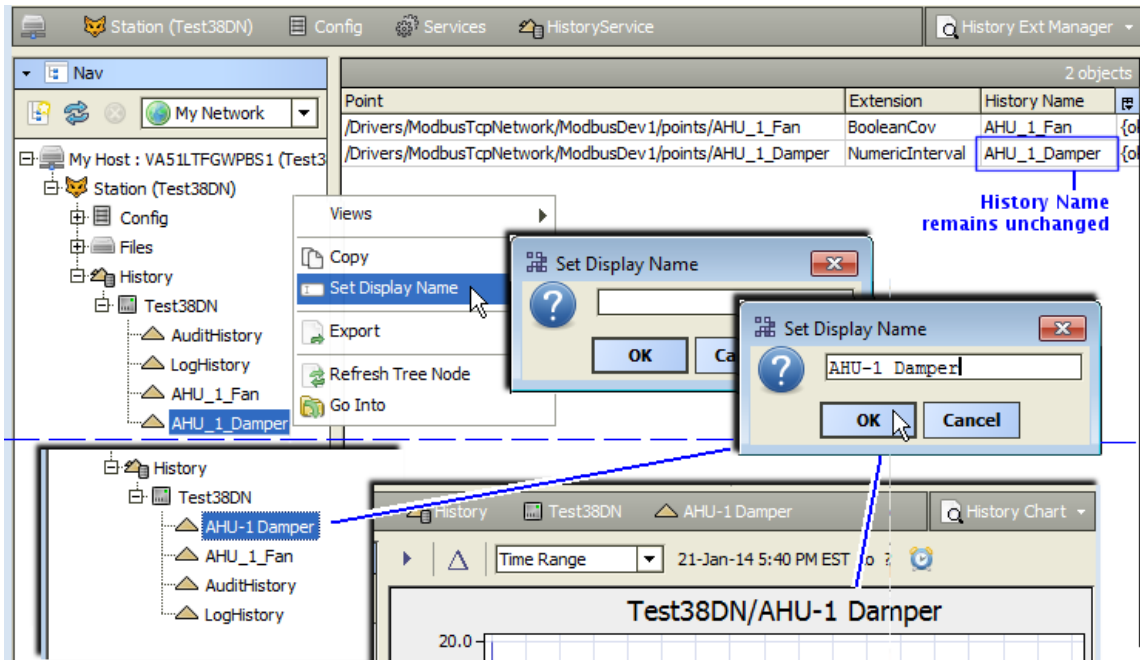 Station (Test38DN) Config Services HistoryService History Ext Manager
Nav
2 objects
My Network
Point Extension History Name
/Drivers/ModbusTcpNetwork/ModbusDev1/points/AHU_1_Fan BooleanCov AHU_1_Fan {ol
/Drivers/ModbusTcpNetwork/ModbusDev1/points/AHU_1_Damper NumericInterval AHU_1_Damper {ol
History Name
remains unchanged
My Host : VA51LTFGWPBS1 (Test3
Station (Test38DN)
Config
Files
History
Test38DN
AuditHistory
LogHistory
AHU_1_Fan
AHU_1_Damper
Views
Copy
Set Display Name
Export
Refresh Tree Node
Go Into
Set Display Name
OK Ca
Set Display Name
AHU-1 Damper
OK Cancel
History
Test38DN
AHU-1 Damper
AHU_1_Fan
AuditHistory
LogHistory
History Test38DN AHU-1 Damper History Chart
Time Range 21-Jan-14 5:40 PM EST to ?
Test38DN/AHU-1 Damper
20.0